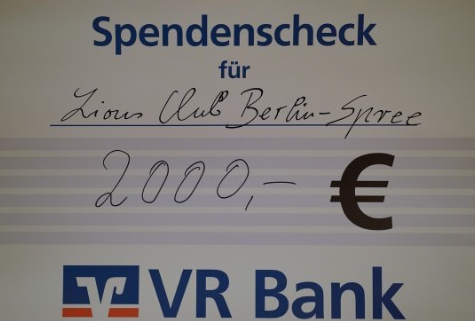 Spendenscheck
für
Lions Club Berlin-Spree
2000,- €
VR Bank